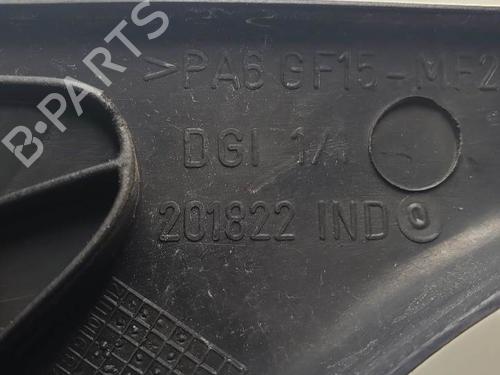 B-PARTS
>PA6 GF15-MF2
DGI 1/1
201822 IND 0